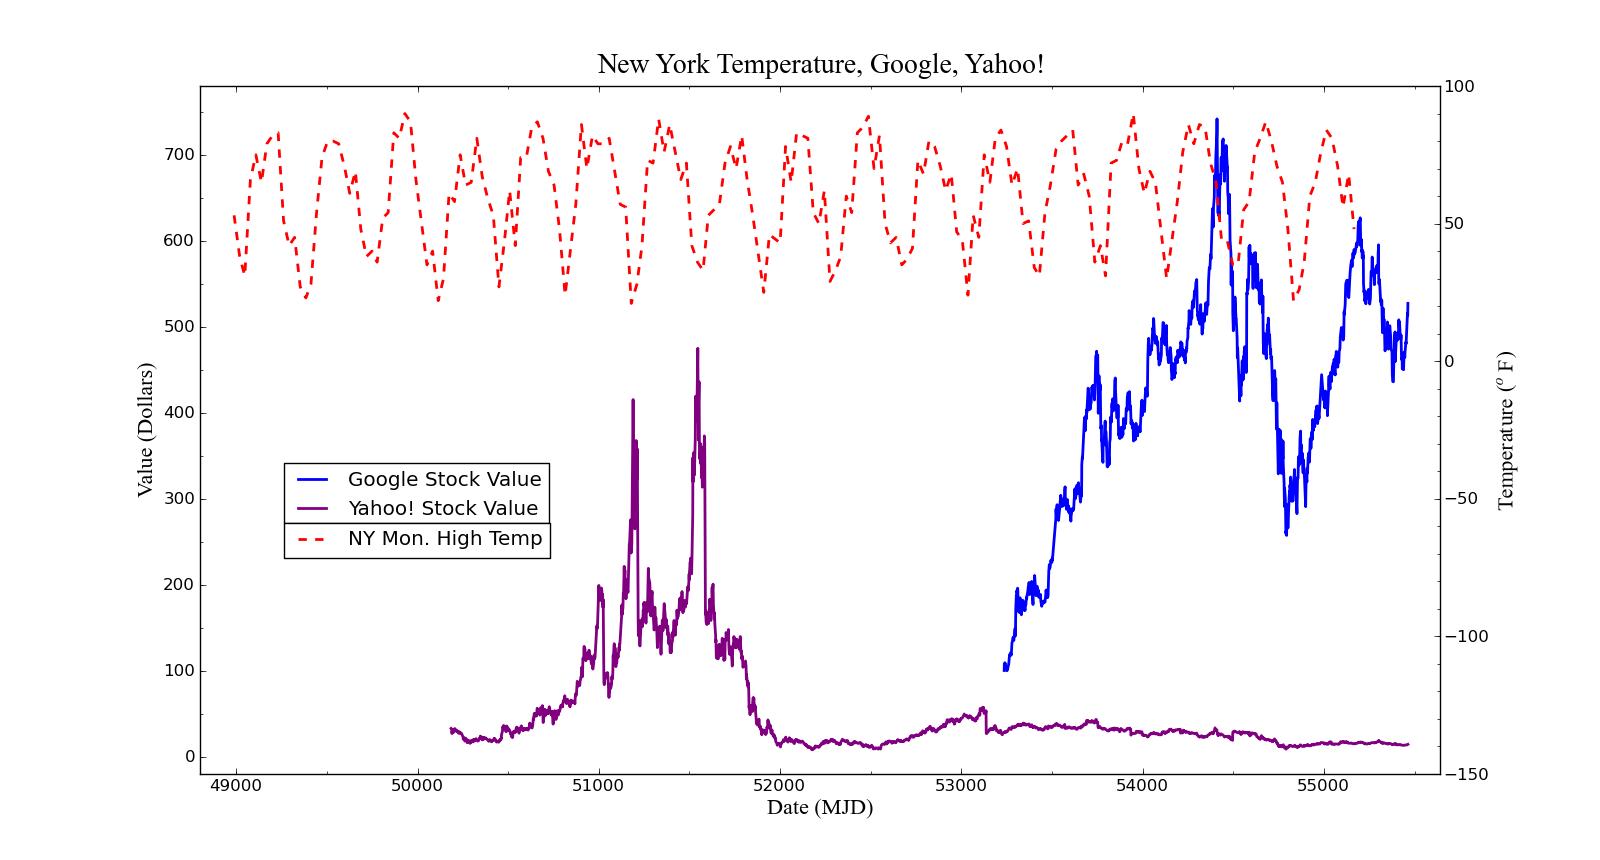 New York Temperature, Google, Yahoo!
Value (Dollars)
700
600
500
400
300
200
100
0
Google Stock Value
Yahoo! Stock Value
NY Mon. High Temp
100
50
0
−50
−100
−150
Temperature (° F)
49000 50000 51000 52000 53000 54000 55000
Date (MJD)